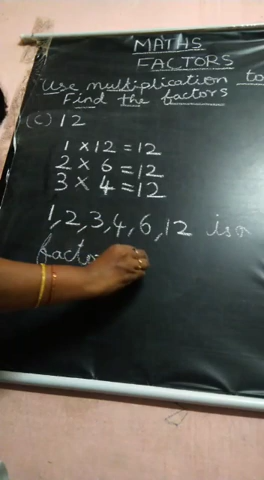 MATHS
FACTORS
Use multiplication to
Find the factors
(c) 12
1 × 12 = 12
2 × 6 = 12
3 × 4 = 12
1,2,3,4,6,12 is a
facto